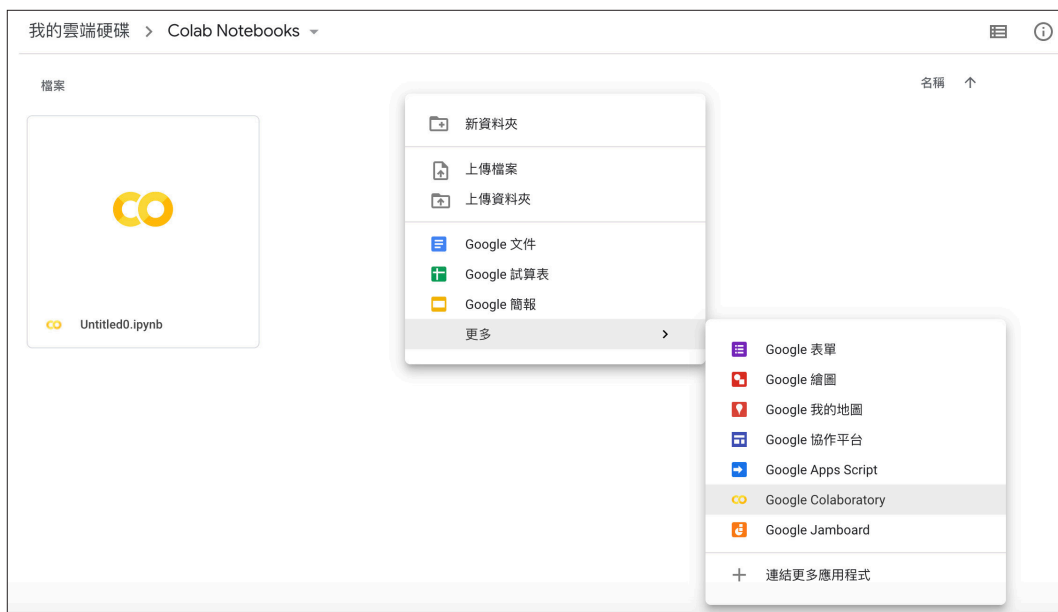 我的雲端硬碟 > Colab Notebooks
檔案
名稱
Untitled0.ipynb
新資料夾
上傳檔案
上傳資料夾
Google 文件
Google 試算表
Google 簡報
更多
Google 表單
Google 繪圖
Google 我的地圖
Google 協作平台
Google Apps Script
Google Colaboratory
Google Jamboard
連結更多應用程式